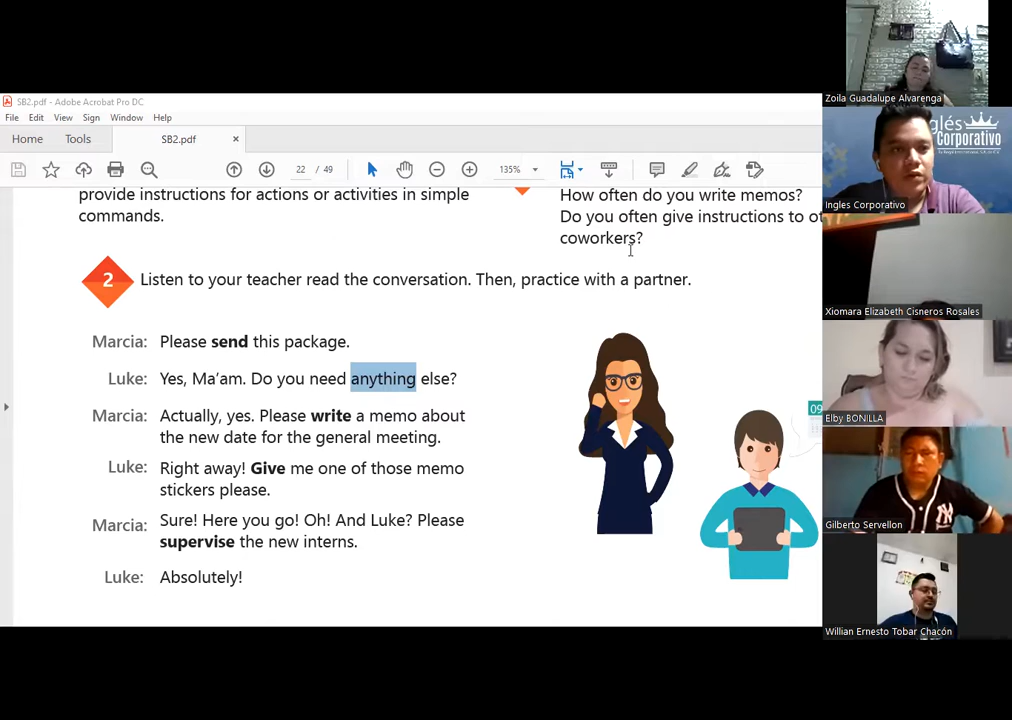 SB2.pdf - Adobe Acrobat Pro DC
File Edit View Sign Window Help
Home Tools SB2.pdf ×
22 / 49 135%
provide instructions for actions or activities in simple
commands.
How often do you write memos?
Do you often give instructions to ot
coworkers?
2 Listen to your teacher read the conversation. Then, practice with a partner.
Marcia: Please send this package.
Luke: Yes, Ma'am. Do you need anything else?
Marcia: Actually, yes. Please write a memo about
the new date for the general meeting.
Luke: Right away! Give me one of those memo
stickers please.
Marcia: Sure! Here you go! Oh! And Luke? Please
supervise the new interns.
Luke: Absolutely!
09
Zoila Guadalupe Alvarenga
nglés
Corporativo
Ingles Corporativo
Xiomara Elizabeth Cisneros Rosales
Elby BONILLA
Gilberto Servellon
Willian Ernesto Tobar Chacón